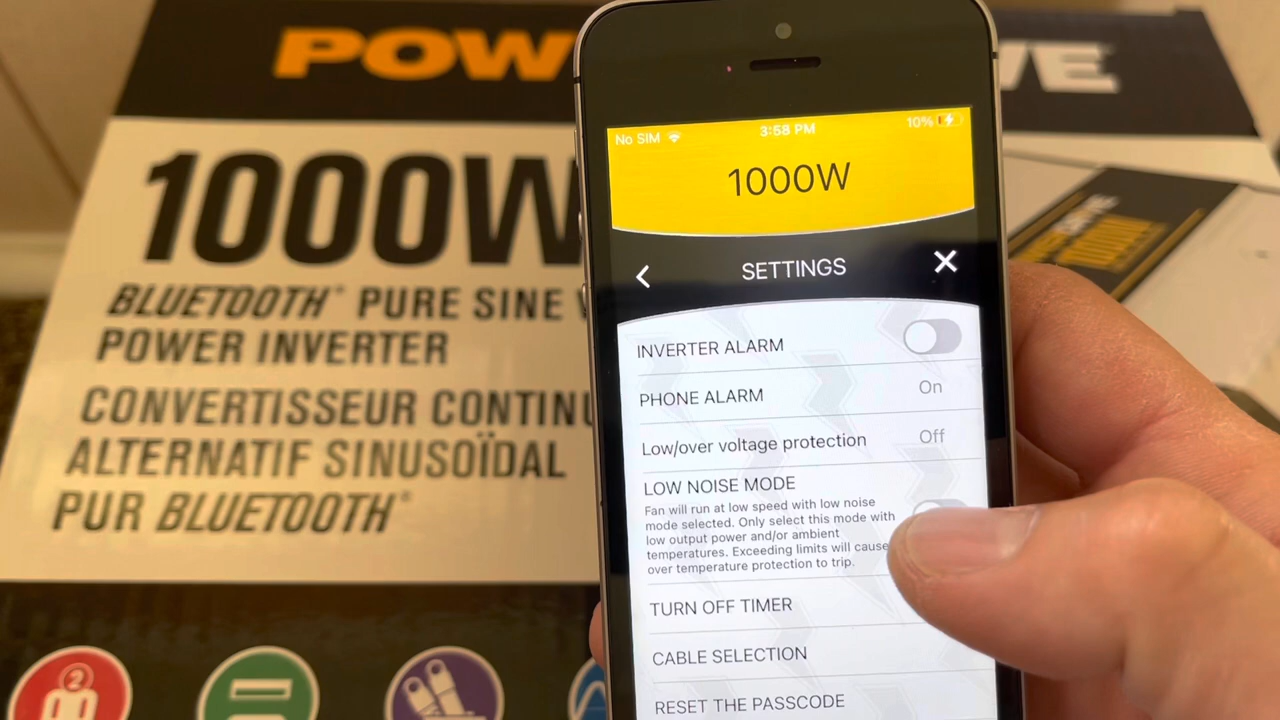 POW
VE
1000W
BLUETOOTH® PURE SINE
POWER INVERTER
CONVERTISSEUR CONTINU
ALTERNATIF SINUSOÏDAL
PUR BLUETOOTH®
2
No SIM
3:58 PM
10%
1000W
SETTINGS
INVERTER ALARM
PHONE ALARM
On
Low/over voltage protection
Off
LOW NOISE MODE
Fan will run at low speed with low noise
mode selected. Only select this mode with
low output power and/or ambient
temperatures. Exceeding limits will cause
over temperature protection to trip.
TURN OFF TIMER
CABLE SELECTION
RESET THE PASSCODE